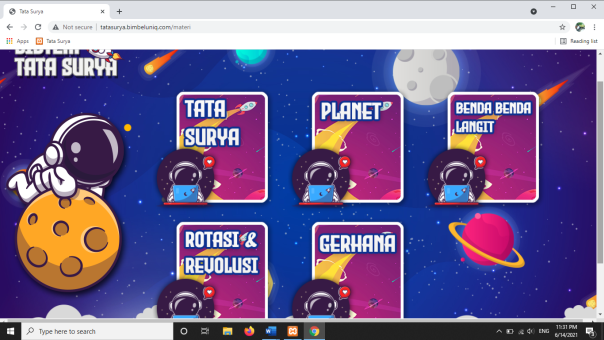 Tata Surya
Not secure | tatasurya.bimbeluniq.com/materi
Apps
Tata Surya
Reading list
SISTEM
TATA SURYA
TATA
SURYA
PLANET
BENDA BENDA
LANGIT
ROTASI &
REVOLUSI
GERHANA
Type here to search
ENG
11:31 PM
6/14/2021